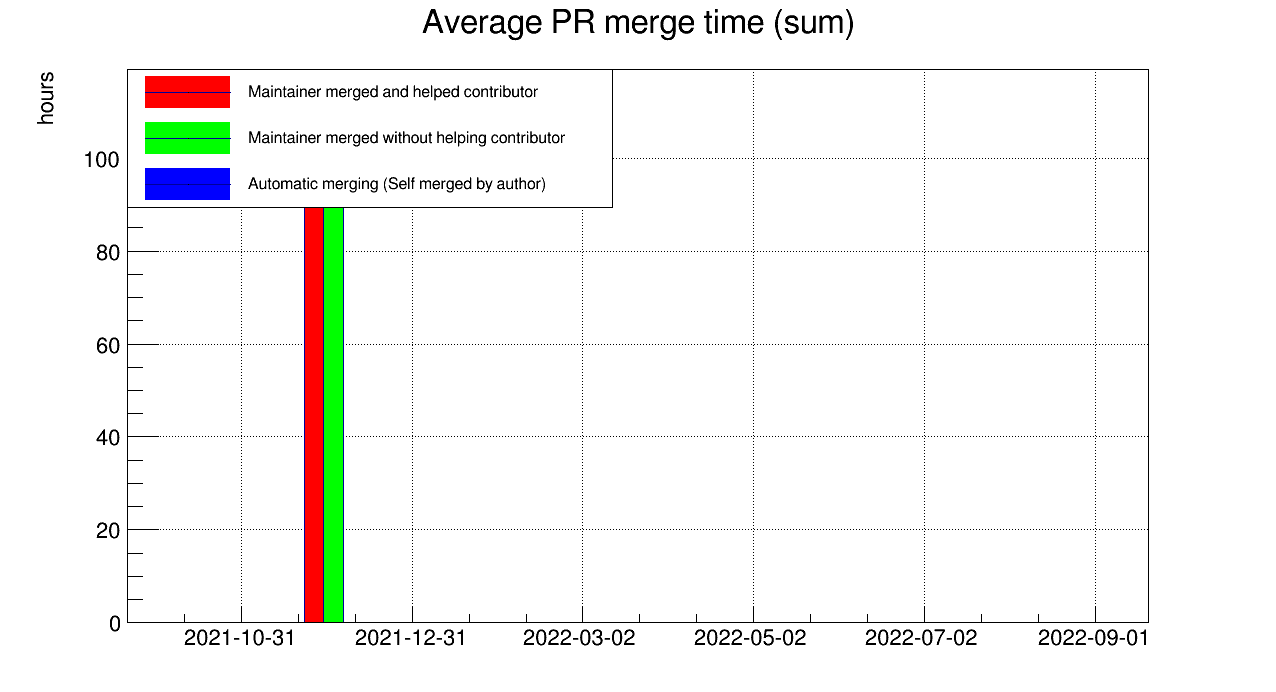 Average PR merge time (sum)
hours
Maintainer merged and helped contributor
Maintainer merged without helping contributor
Automatic merging (Self merged by author)
100
80
60
40
20
0
2021-10-31 2021-12-31 2022-03-02 2022-05-02 2022-07-02 2022-09-01